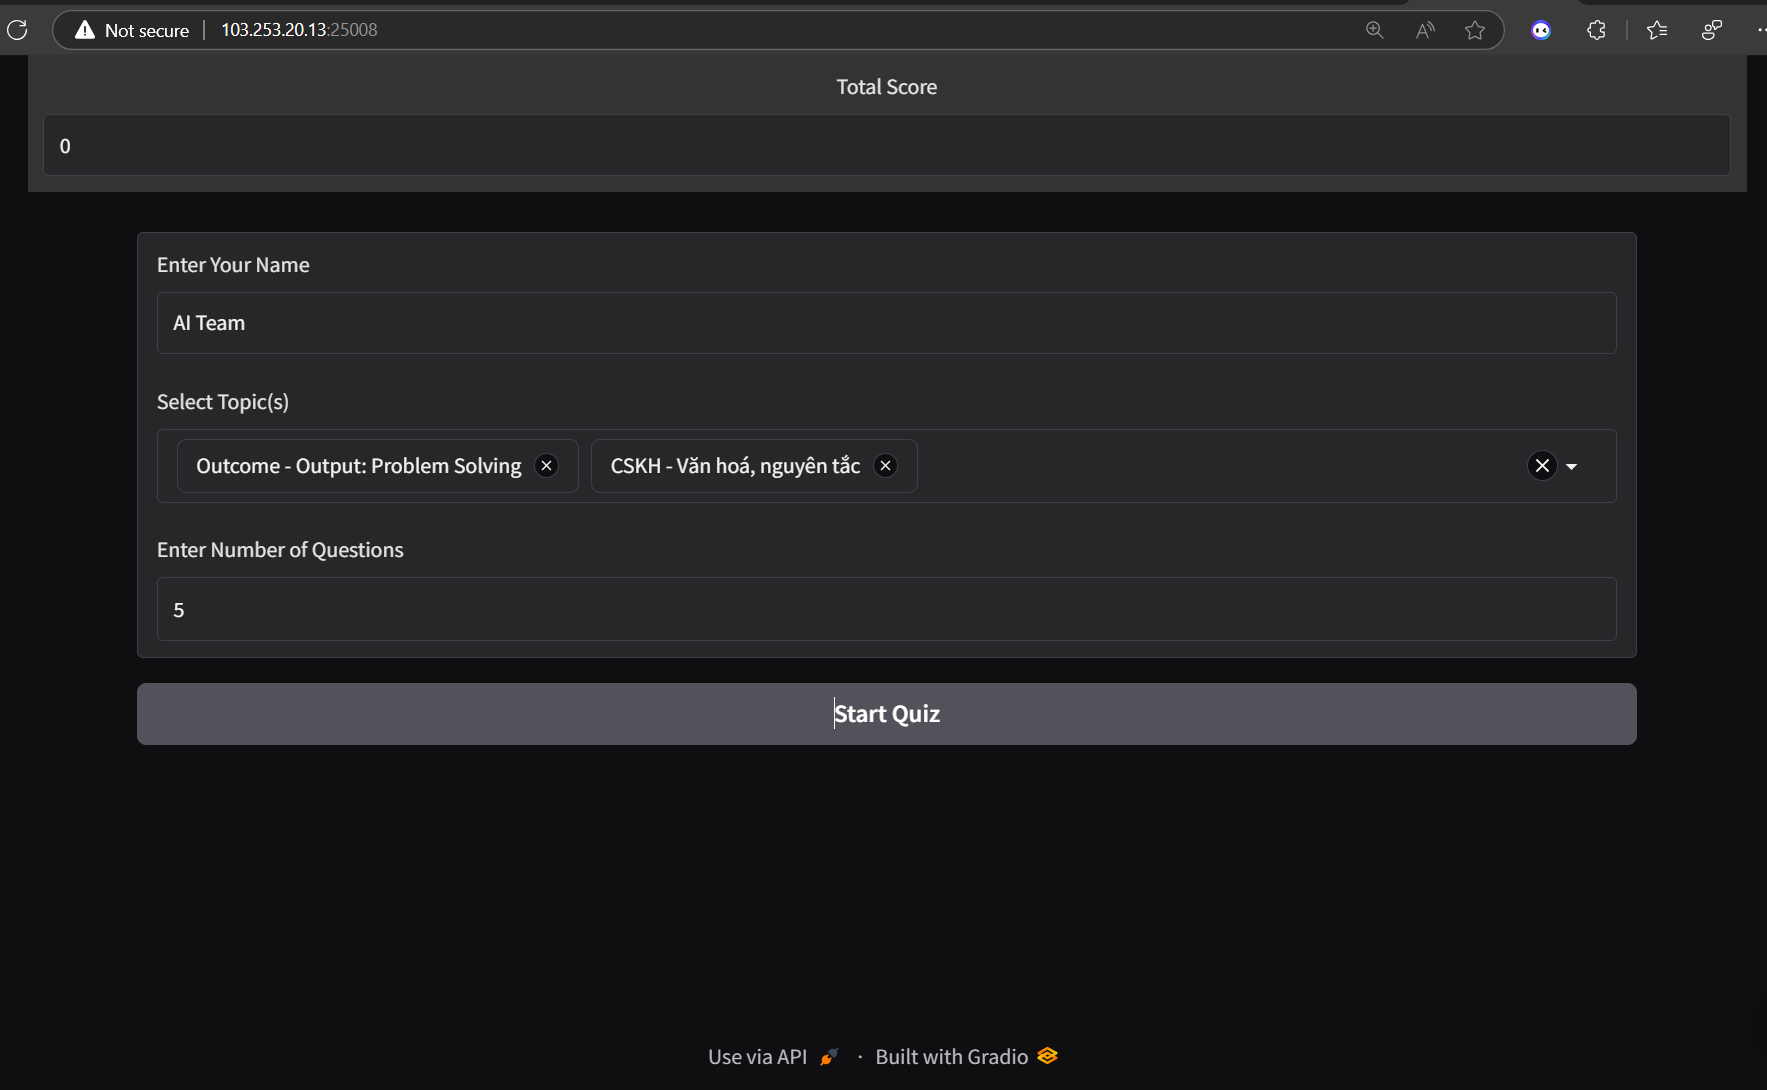 Not secure 103.253.20.13:25008
Total Score
0
Enter Your Name
AI Team
Select Topic(s)
Outcome - Output: Problem Solving CSKH - Văn hoá, nguyên tắc
Enter Number of Questions
5
Start Quiz
Use via API · Built with Gradio